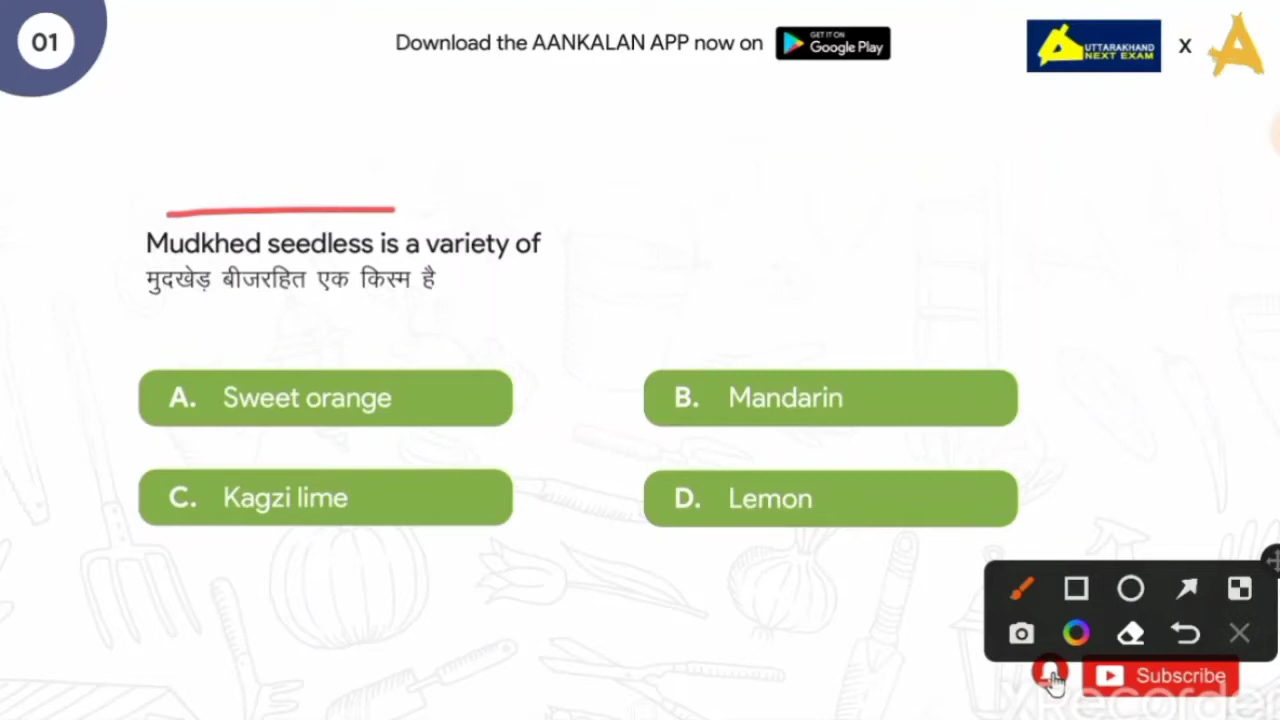 01
Download the AANKALAN APP now on
GET IT ON
Google Play
UTTARAKHAND
NEXT EXAM
X
Mudkhed seedless is a variety of
मुदखेड़ बीजरहित एक किस्म है
A. Sweet orange
B. Mandarin
C. Kagzi lime
D. Lemon
Subscribe
XRecorder